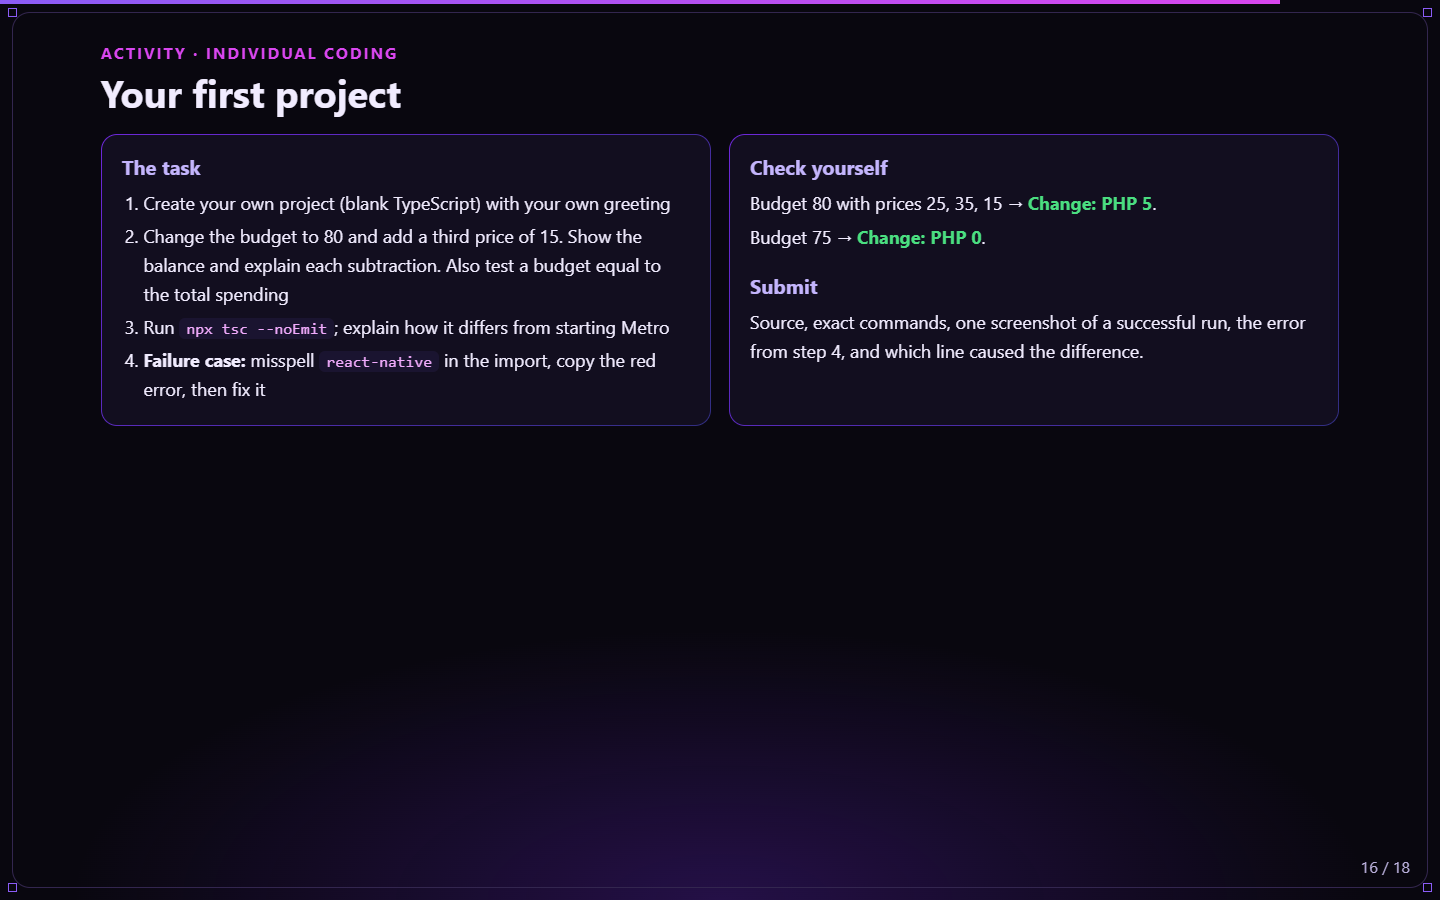 ACTIVITY · INDIVIDUAL CODING
Your first project
The task
1. Create your own project (blank TypeScript) with your own greeting
2. Change the budget to 80 and add a third price of 15. Show the
balance and explain each subtraction. Also test a budget equal to
the total spending
3. Run npx tsc --noEmit ; explain how it differs from starting Metro
4. Failure case: misspell react-native in the import, copy the red
error, then fix it
Check yourself
Budget 80 with prices 25, 35, 15 → Change: PHP 5.
Budget 75 → Change: PHP 0.
Submit
Source, exact commands, one screenshot of a successful run, the error
from step 4, and which line caused the difference.
16 / 18